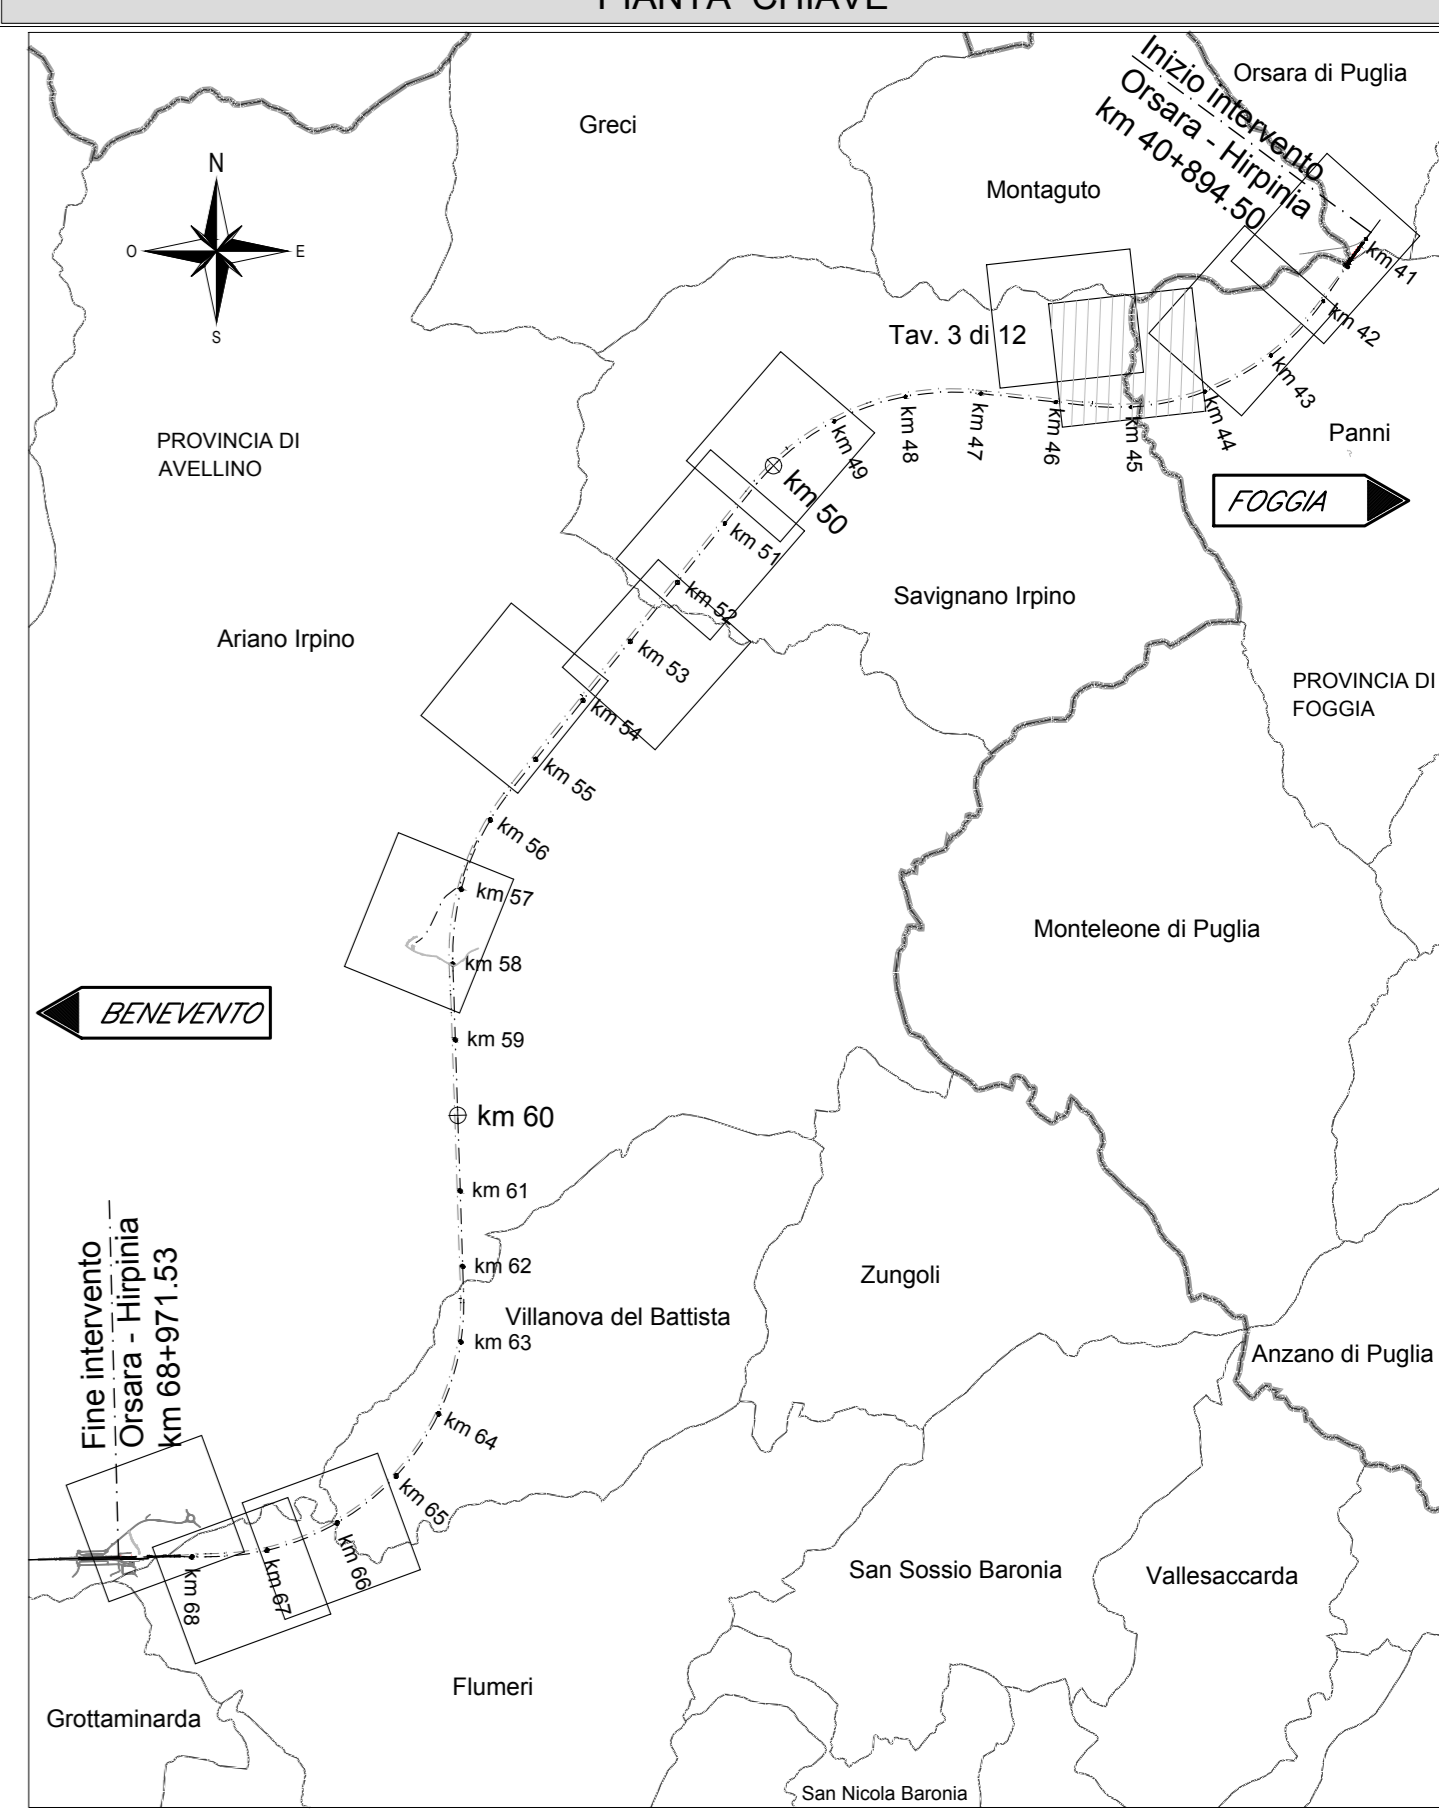 PIANTA CHIAVE
Orsara di Puglia
Inizio intervento
Orsara - Hirpinia
km 40+894.50
Greci
N
O
E
S
Montaguto
km 41
km 42
Tav. 3 di 12
km 43
km 44
km 45
km 46
km 47
km 48
km 49
Panni
PROVINCIA DI
AVELLINO
km 50
FOGGIA
km 51
km 52
Savignano Irpino
Ariano Irpino
km 53
PROVINCIA DI
FOGGIA
km 54
km 55
km 56
km 57
Monteleone di Puglia
km 58
BENEVENTO
km 59
km 60
km 61
km 62
Zungoli
Villanova del Battista
km 63
Anzano di Puglia
Fine intervento
Orsara - Hirpinia
km 68+971.53
km 64
km 65
km 66
km 67
km 68
San Sossio Baronia
Vallesaccarda
Flumeri
Grottaminarda
San Nicola Baronia